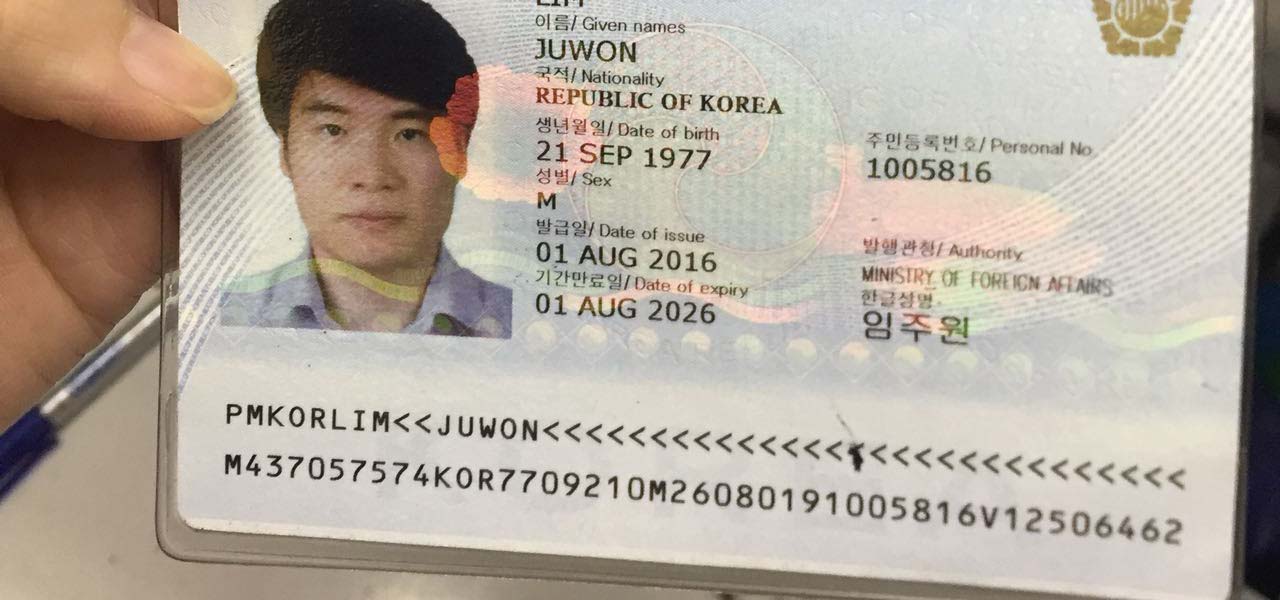 LIM
이름/ Given names
JUWON
국적/ Nationality
REPUBLIC OF KOREA
생년월일/ Date of birth
21 SEP 1977
주민등록번호/ Personal No.
1005816
성별/ Sex
M
발급일/ Date of issue
01 AUG 2016
발행관청/ Authority
MINISTRY OF FOREIGN AFFAIRS
기간만료일/ Date of expiry
01 AUG 2026
한글성명
임주원
PMKORLIM<<JUWON<<<<<<<<<<<<<<<<<<<<<<<<<<<<<
M437057574KOR7709210M26080191005816V12506462